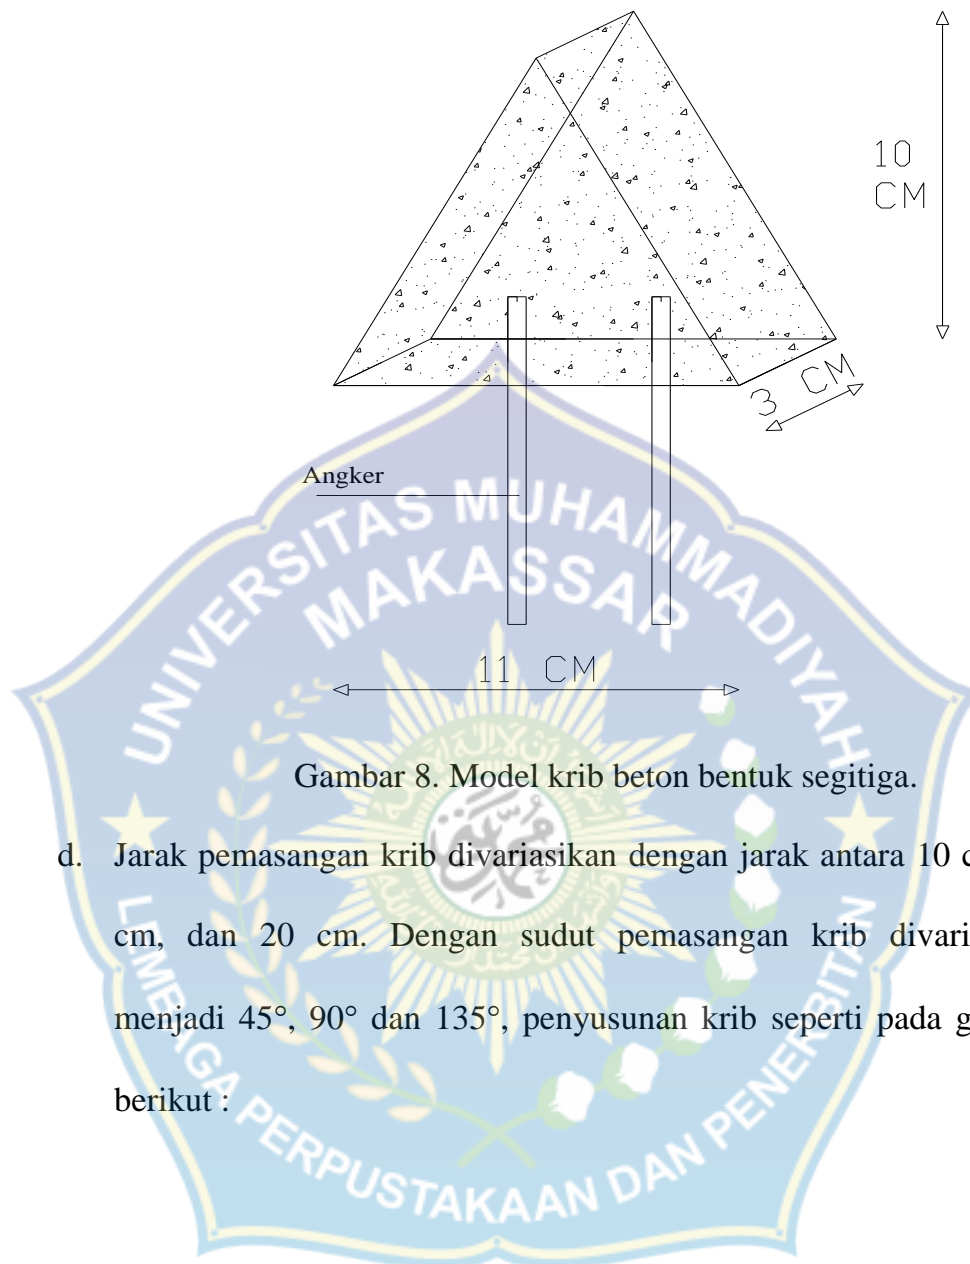 10
CM
3 CM
Angker
11 CM
UNIVERSITAS MUHAMMADIYAH
MAKASSAR
Gambar 8. Model krib beton bentuk segitiga.
d. Jarak pemasangan krib divariasikan dengan jarak antara 10
cm, dan 20 cm. Dengan sudut pemasangan krib
menjadi 45°, 90° dan 135°, penyusunan krib seperti pada
berikut :
LEMBAGA PERPUSTAKAAN DAN PENERBITAN